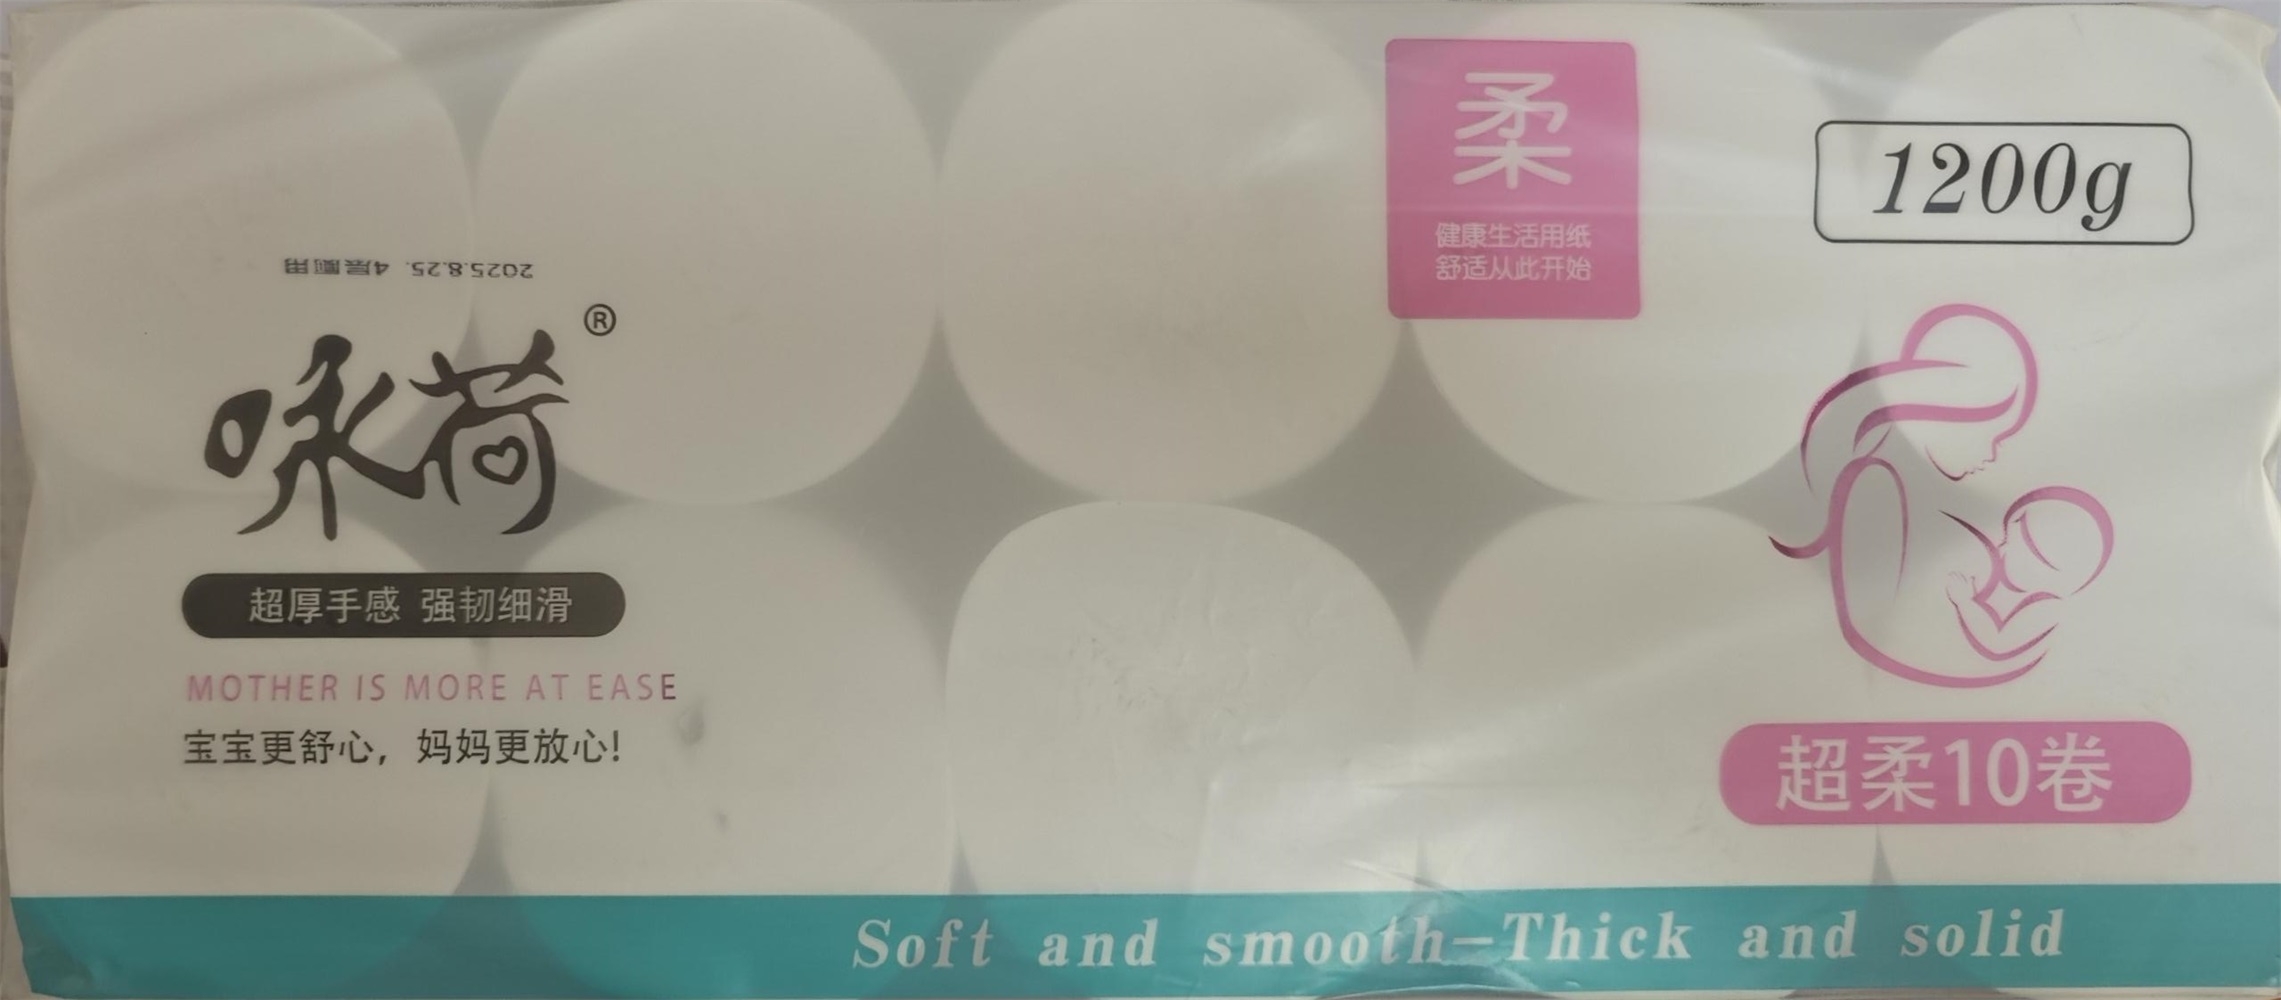 2025.8.25. 4层厕用
咏荷®
超厚手感 强韧细滑
MOTHER IS MORE AT EASE
宝宝更舒心，妈妈更放心!
柔
健康生活用纸
舒适从此开始
1200g
超柔10卷
Soft and smooth—Thick and solid